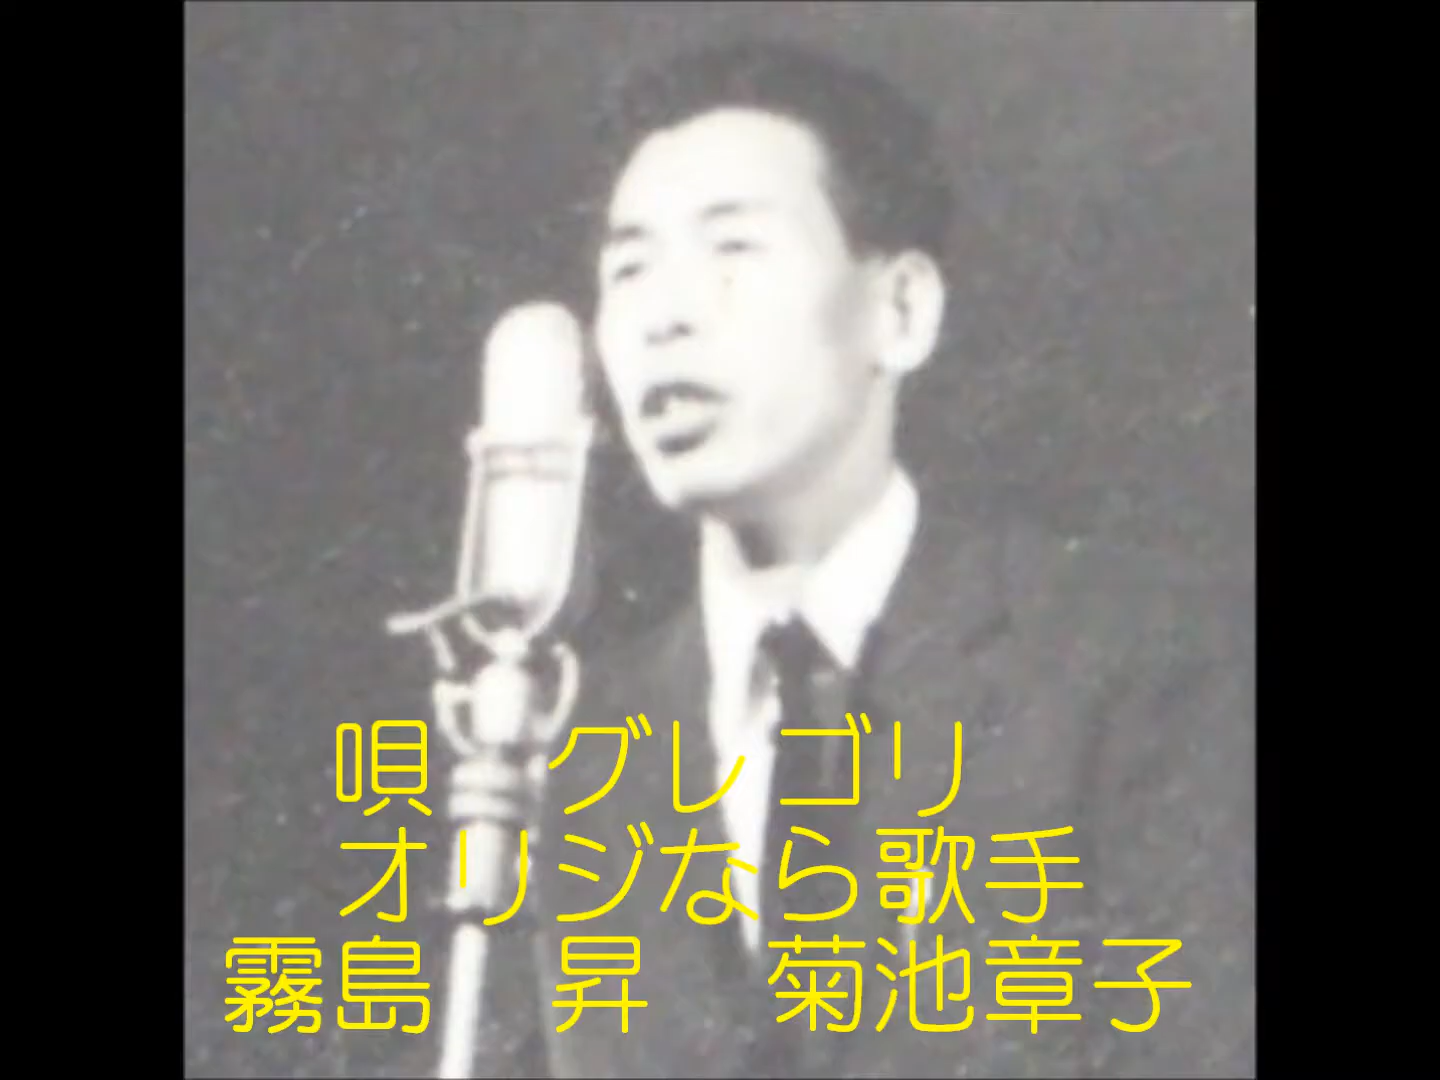 唄　グレゴリ
オリジなら歌手
霧島　昇　菊池章子